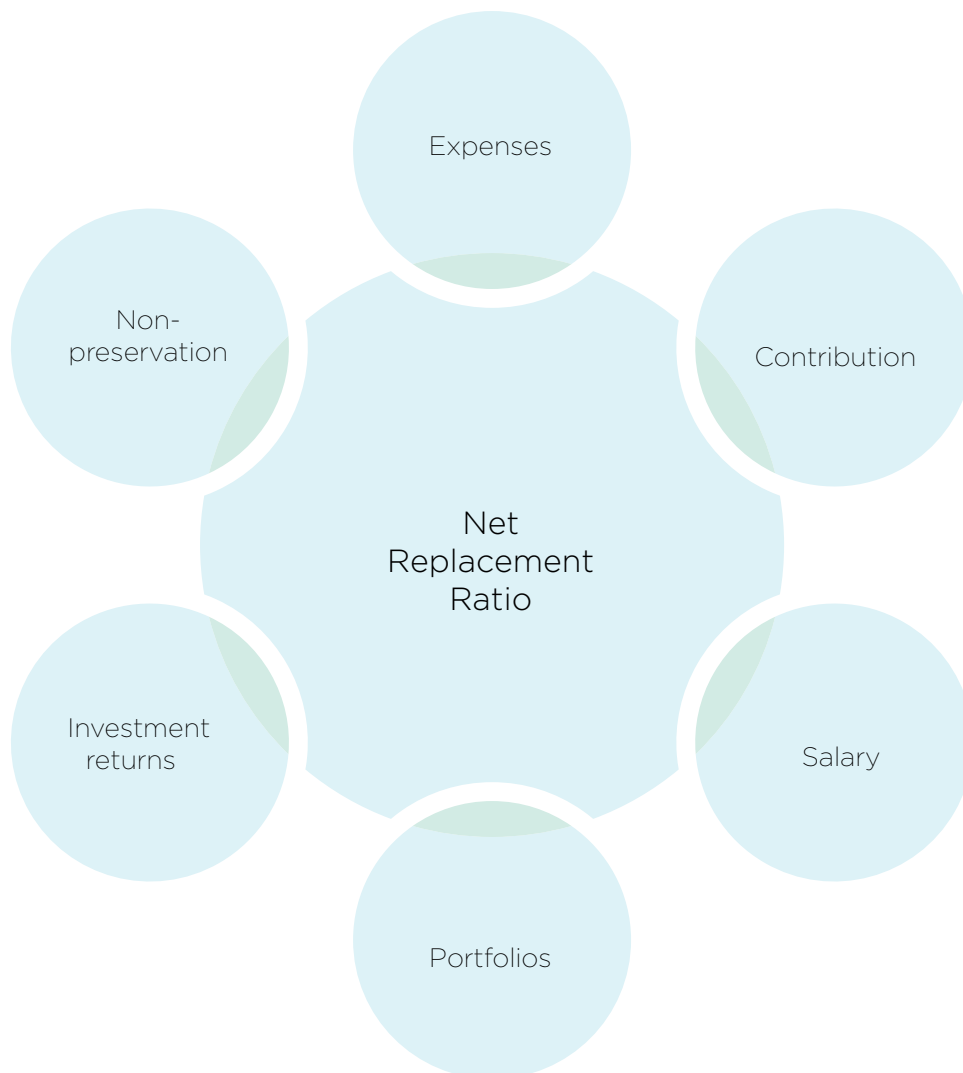 Expenses
Non-
preservation
Contribution
Net
Replacement
Ratio
Investment
returns
Salary
Portfolios